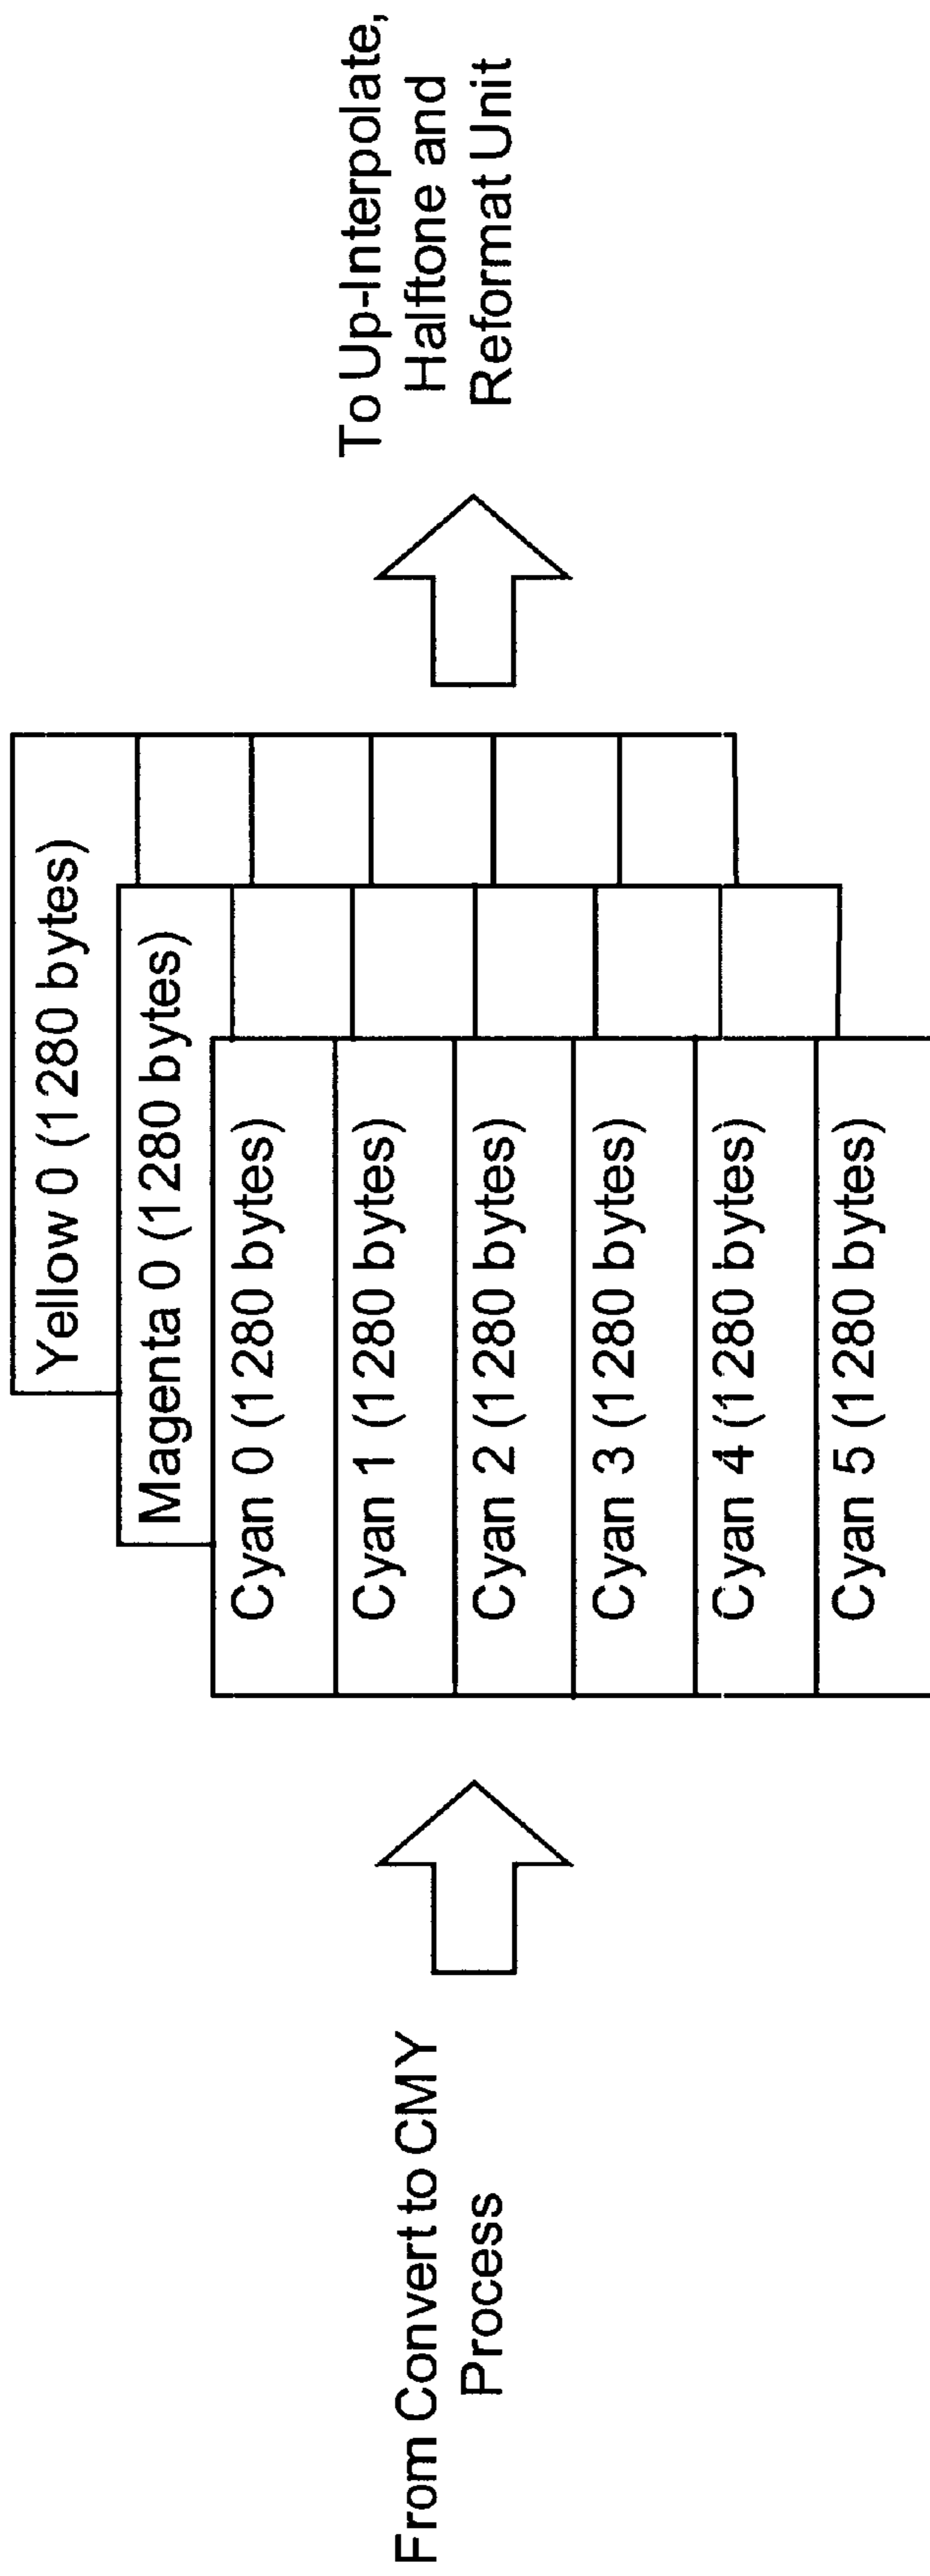 From Convert to CMY
Process
Yellow 0 (1280 bytes)
Magenta 0 (1280 bytes)
Cyan 0 (1280 bytes)
Cyan 1 (1280 bytes)
Cyan 2 (1280 bytes)
Cyan 3 (1280 bytes)
Cyan 4 (1280 bytes)
Cyan 5 (1280 bytes)
To Up-Interpolate,
Halftone and
Reformat Unit